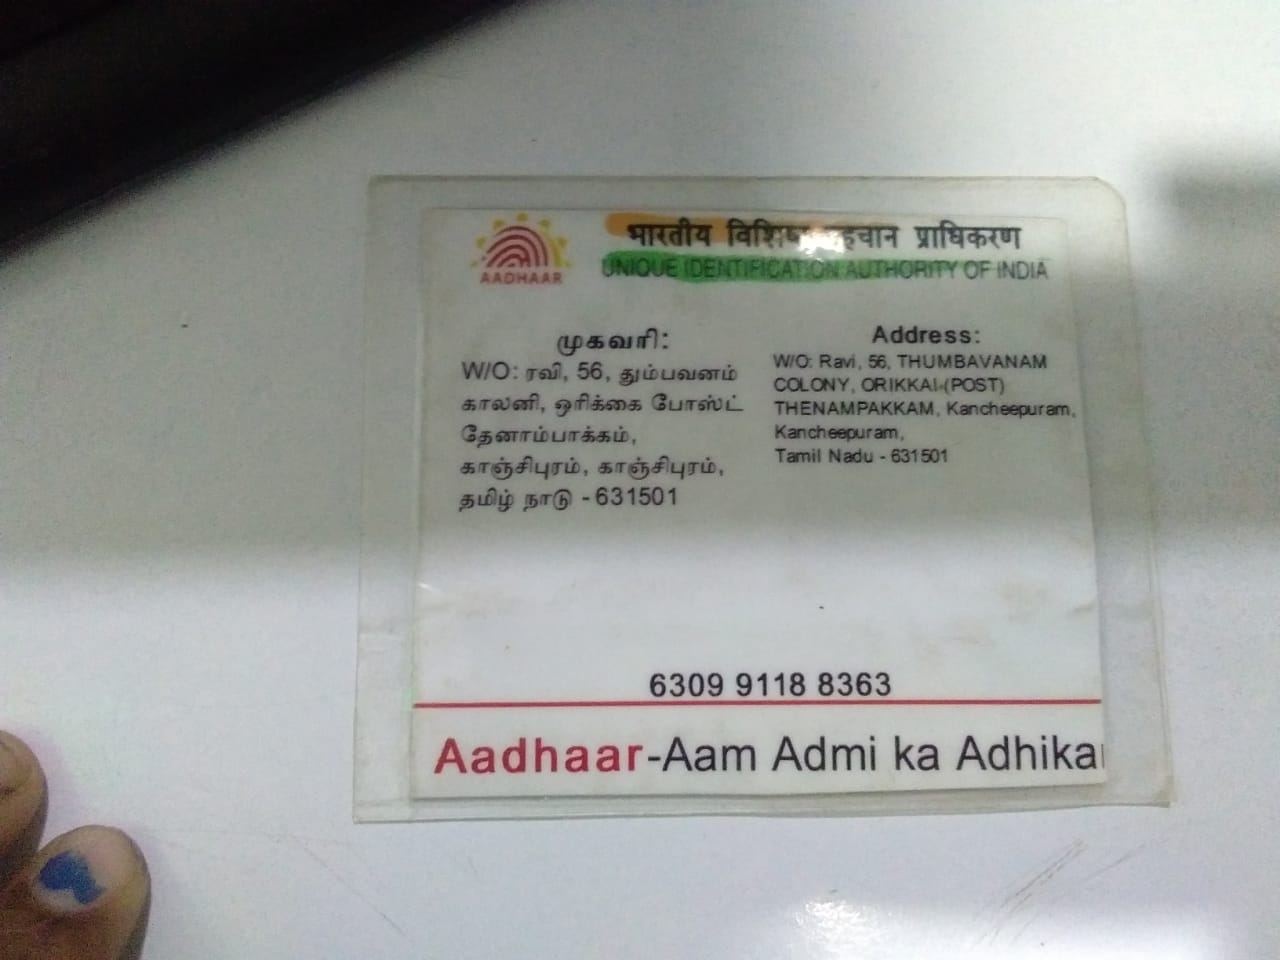 AADHAAR
भारतीय विशिष्ट पहचान प्राधिकरण
UNIQUE IDENTIFICATION AUTHORITY OF INDIA
முகவரி:
W/O: ரவி, 56, தும்பவனம்
காலனி, ஒரிக்கை போஸ்ட்
தேனாம்பாக்கம்,
காஞ்சிபுரம், காஞ்சிபுரம்,
தமிழ் நாடு - 631501
Address:
W/O: Ravi, 56, THUMBAVANAM
COLONY, ORIKKAI-(POST)
THENAMPAKKAM, Kancheepuram,
Kancheepuram,
Tamil Nadu - 631501
6309 9118 8363
Aadhaar-Aam Admi ka Adhika